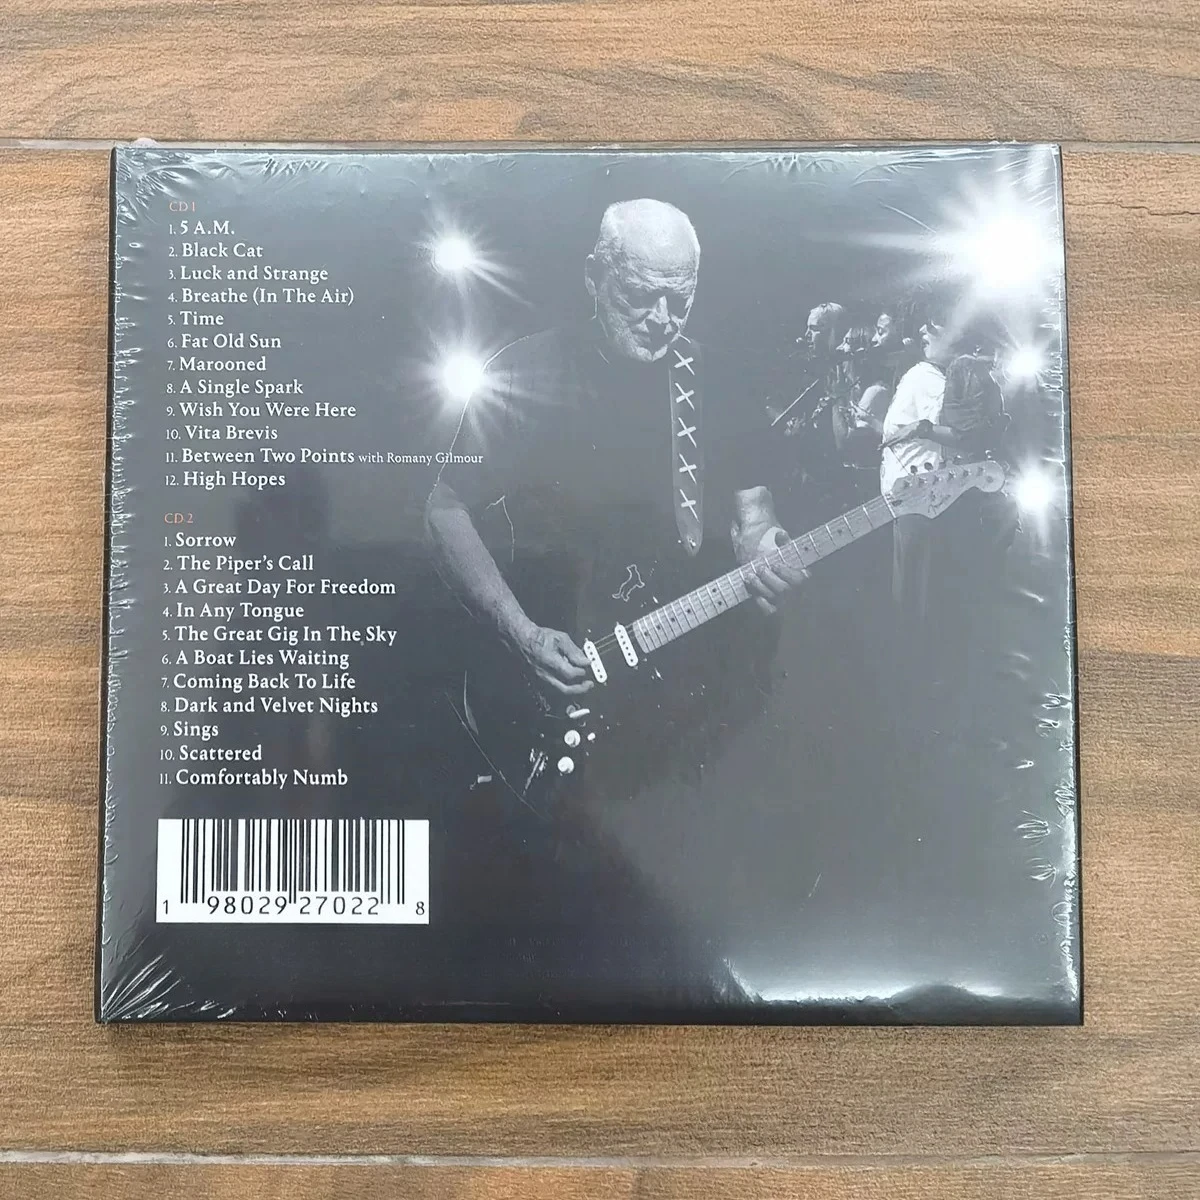 CD 1
1. 5 A.M.
2. Black Cat
3. Luck and Strange
4. Breathe (In The Air)
5. Time
6. Fat Old Sun
7. Marooned
8. A Single Spark
9. Wish You Were Here
10. Vita Brevis
11. Between Two Points with Romany Gilmour
12. High Hopes
CD 2
1. Sorrow
2. The Piper's Call
3. A Great Day For Freedom
4. In Any Tongue
5. The Great Gig In The Sky
6. A Boat Lies Waiting
7. Coming Back To Life
8. Dark and Velvet Nights
9. Sings
10. Scattered
11. Comfortably Numb
1 98029 27022 8